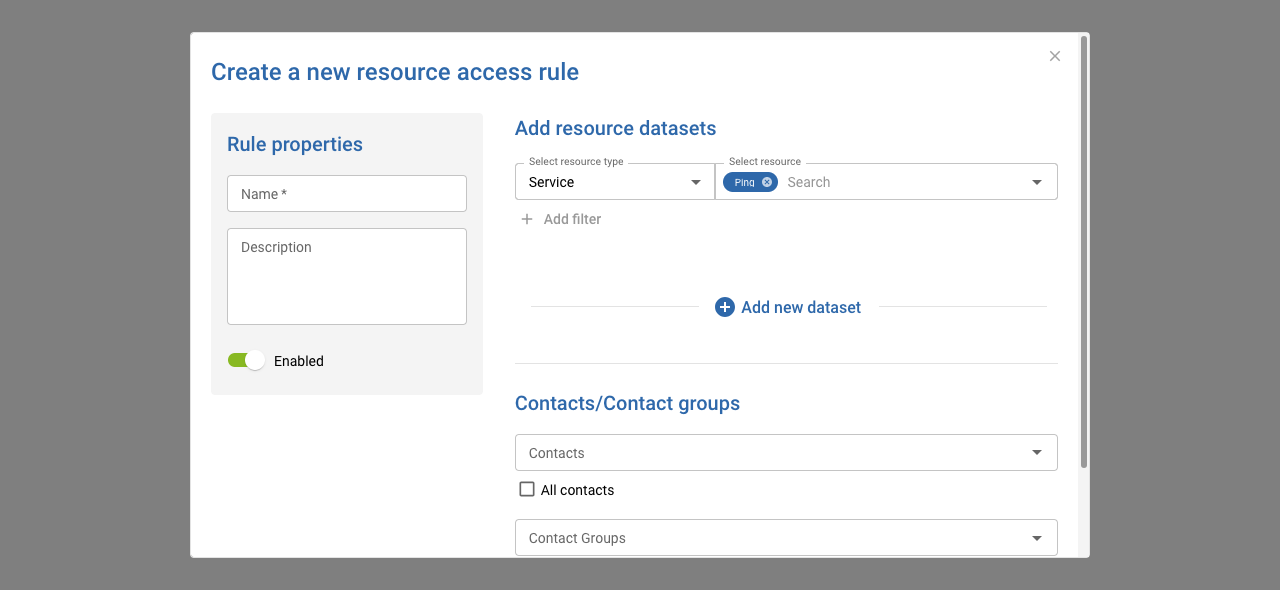 Create a new resource access rule
Rule properties
Name *
Description
Enabled
Add resource datasets
Select resource type
Service
Select resource
Ping
Search
Add filter
Add new dataset
Contacts/Contact groups
Contacts
All contacts
Contact Groups